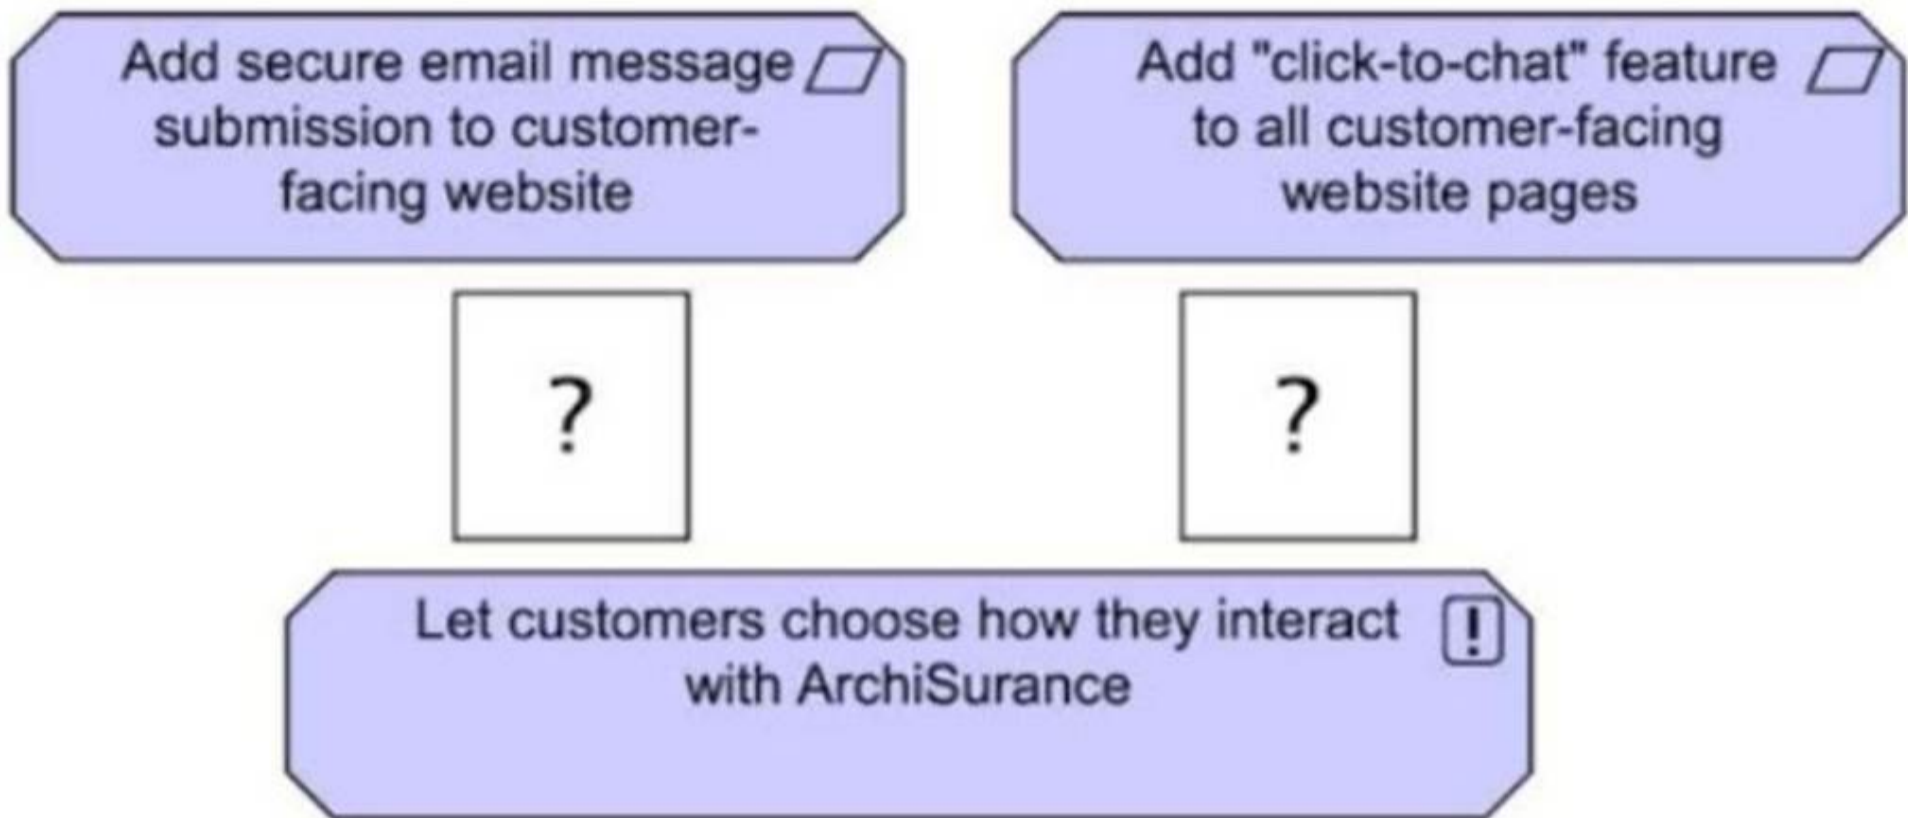 Add secure email message
submission to customer-
facing website
Add "click-to-chat" feature
to all customer-facing
website pages
?
?
Let customers choose how they interact
with ArchiSurance
!